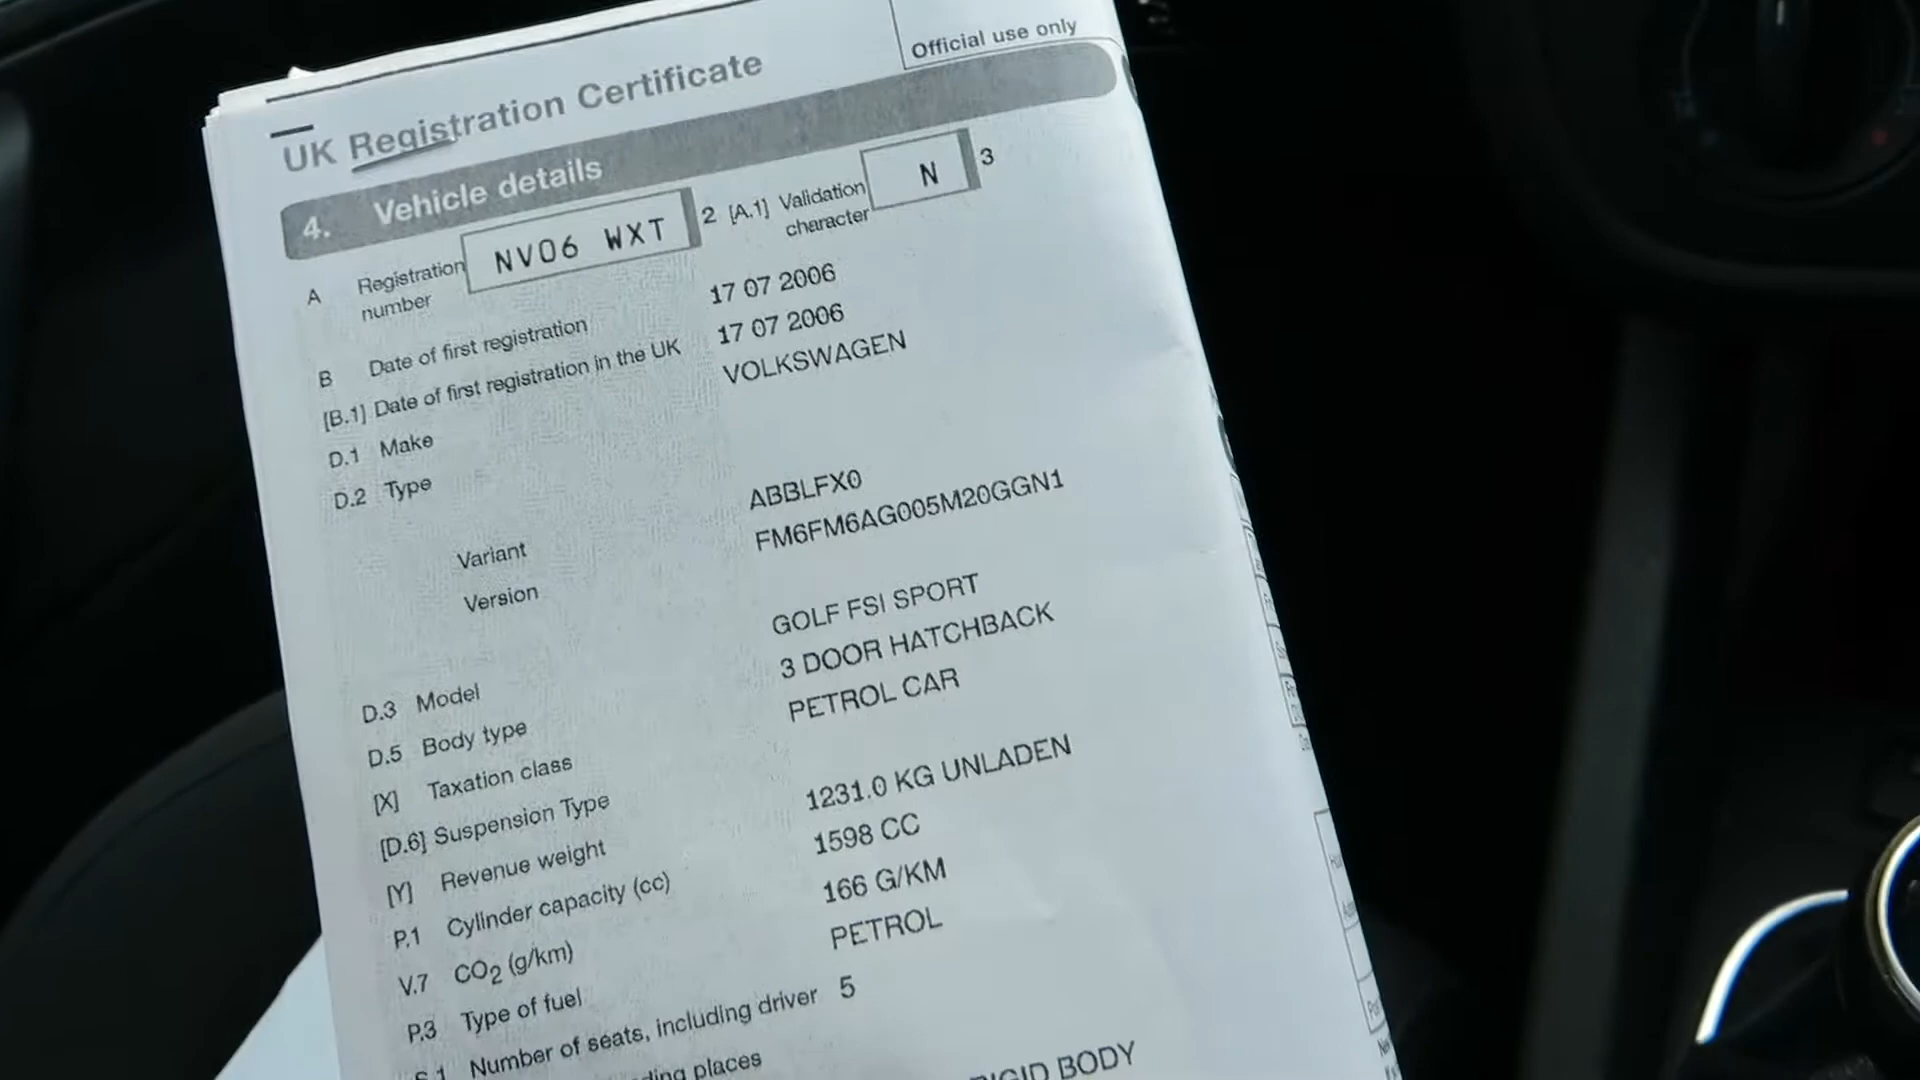 Official use only
UK Registration Certificate
4. Vehicle details
A Registration number NV06 WXT 2 [A.1] Validation character N 3
B Date of first registration 17 07 2006
[B.1] Date of first registration in the UK 17 07 2006
D.1 Make VOLKSWAGEN
D.2 Type
Variant ABBLFX0
Version FM6FM6AG005M20GGN1
D.3 Model GOLF FSI SPORT
D.5 Body type 3 DOOR HATCHBACK
[X] Taxation class PETROL CAR
[D.6] Suspension Type
[Y] Revenue weight 1231.0 KG UNLADEN
P.1 Cylinder capacity (cc) 1598 CC
V.7 CO2 (g/km) 166 G/KM
P.3 Type of fuel PETROL
S.1 Number of seats, including driver 5
places
BODY